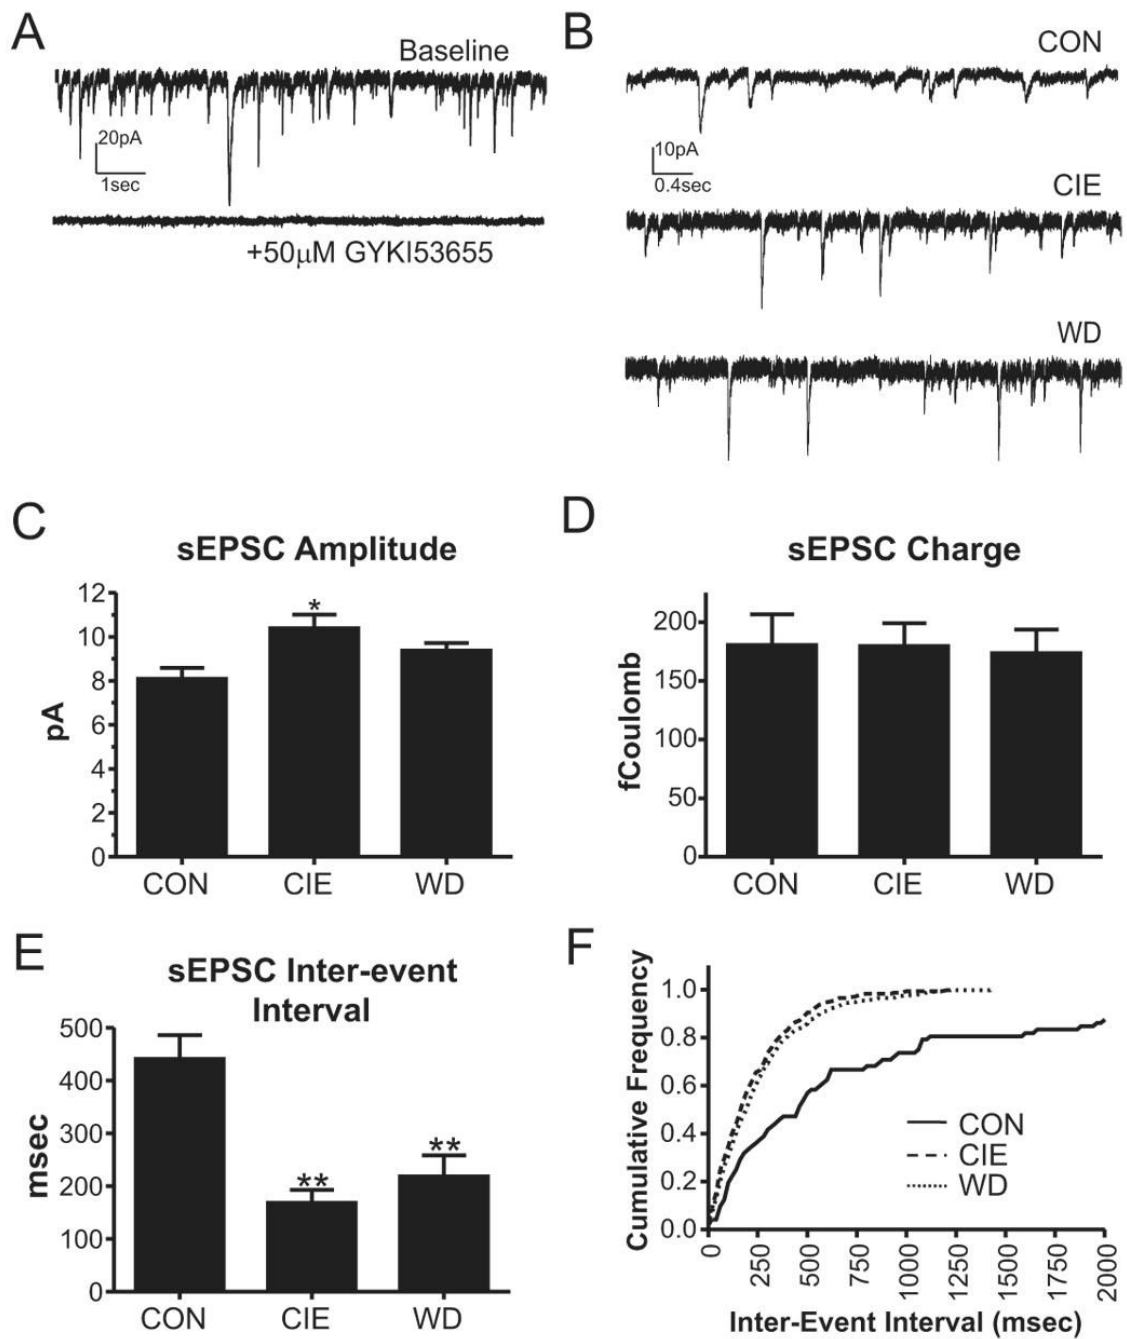 A
Baseline
20pA
1sec
+50µM GYKI53655
B
CON
10pA
0.4sec
CIE
WD
C
sEPSC Amplitude
pA
12
10
8
6
4
2
0
CON CIE WD
D
sEPSC Charge
fCoulomb
200
150
100
50
0
CON CIE WD
E
sEPSC Inter-event
Interval
msec
500
400
300
200
100
0
CON CIE WD
*
**
**
F
Cumulative Frequency
1.0
0.8
0.6
0.4
0.2
0.0
CON
CIE
WD
0 250 500 750 1000 1250 1500 1750 2000
Inter-Event Interval (msec)